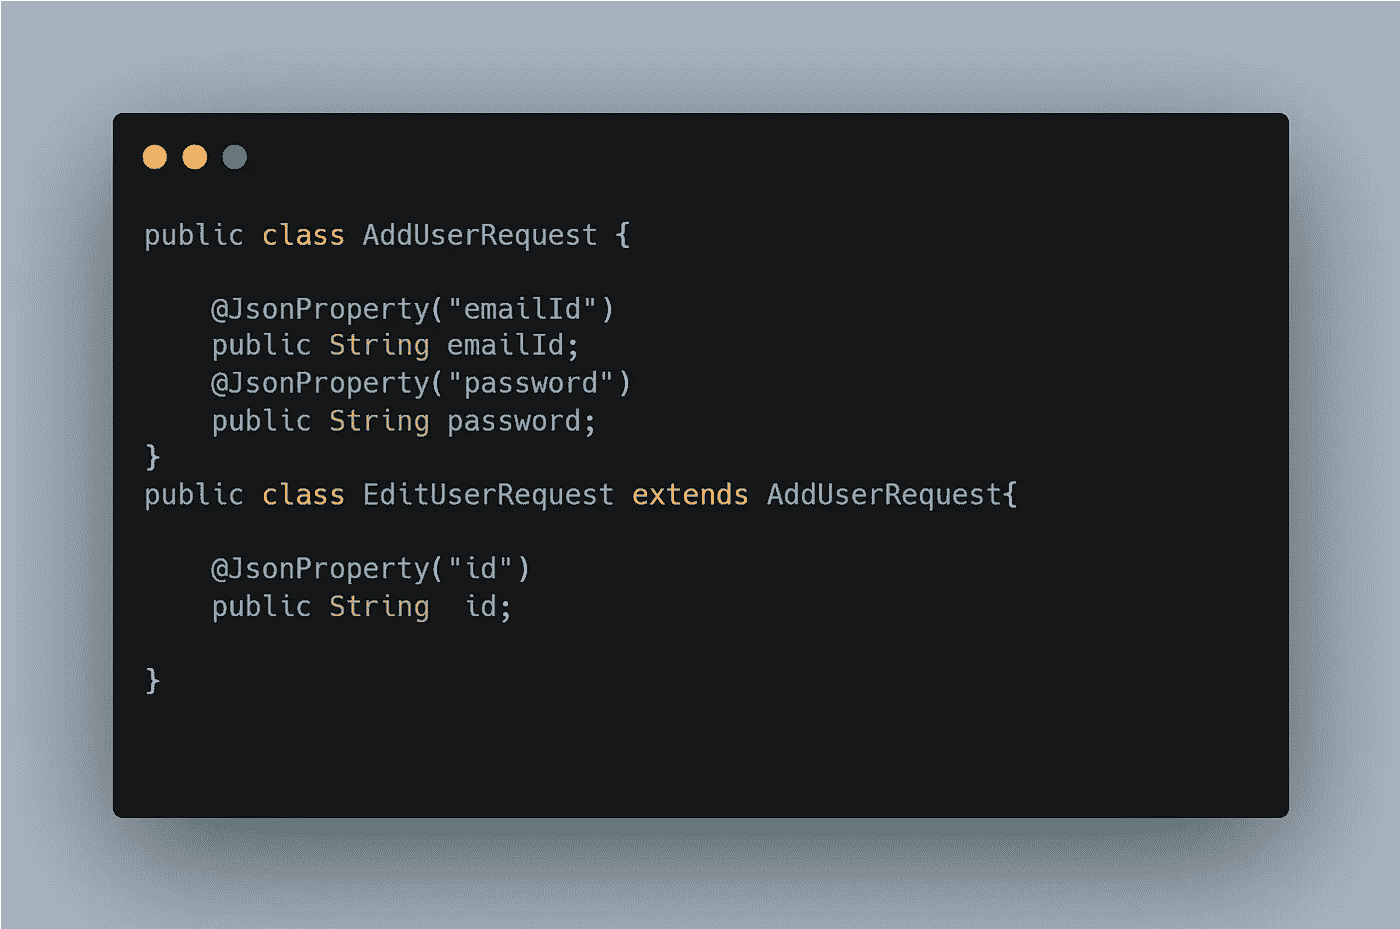 public class AddUserRequest {
    @JsonProperty("emailId")
    public String emailId;
    @JsonProperty("password")
    public String password;
}
public class EditUserRequest extends AddUserRequest{
    @JsonProperty("id")
    public String  id;
}